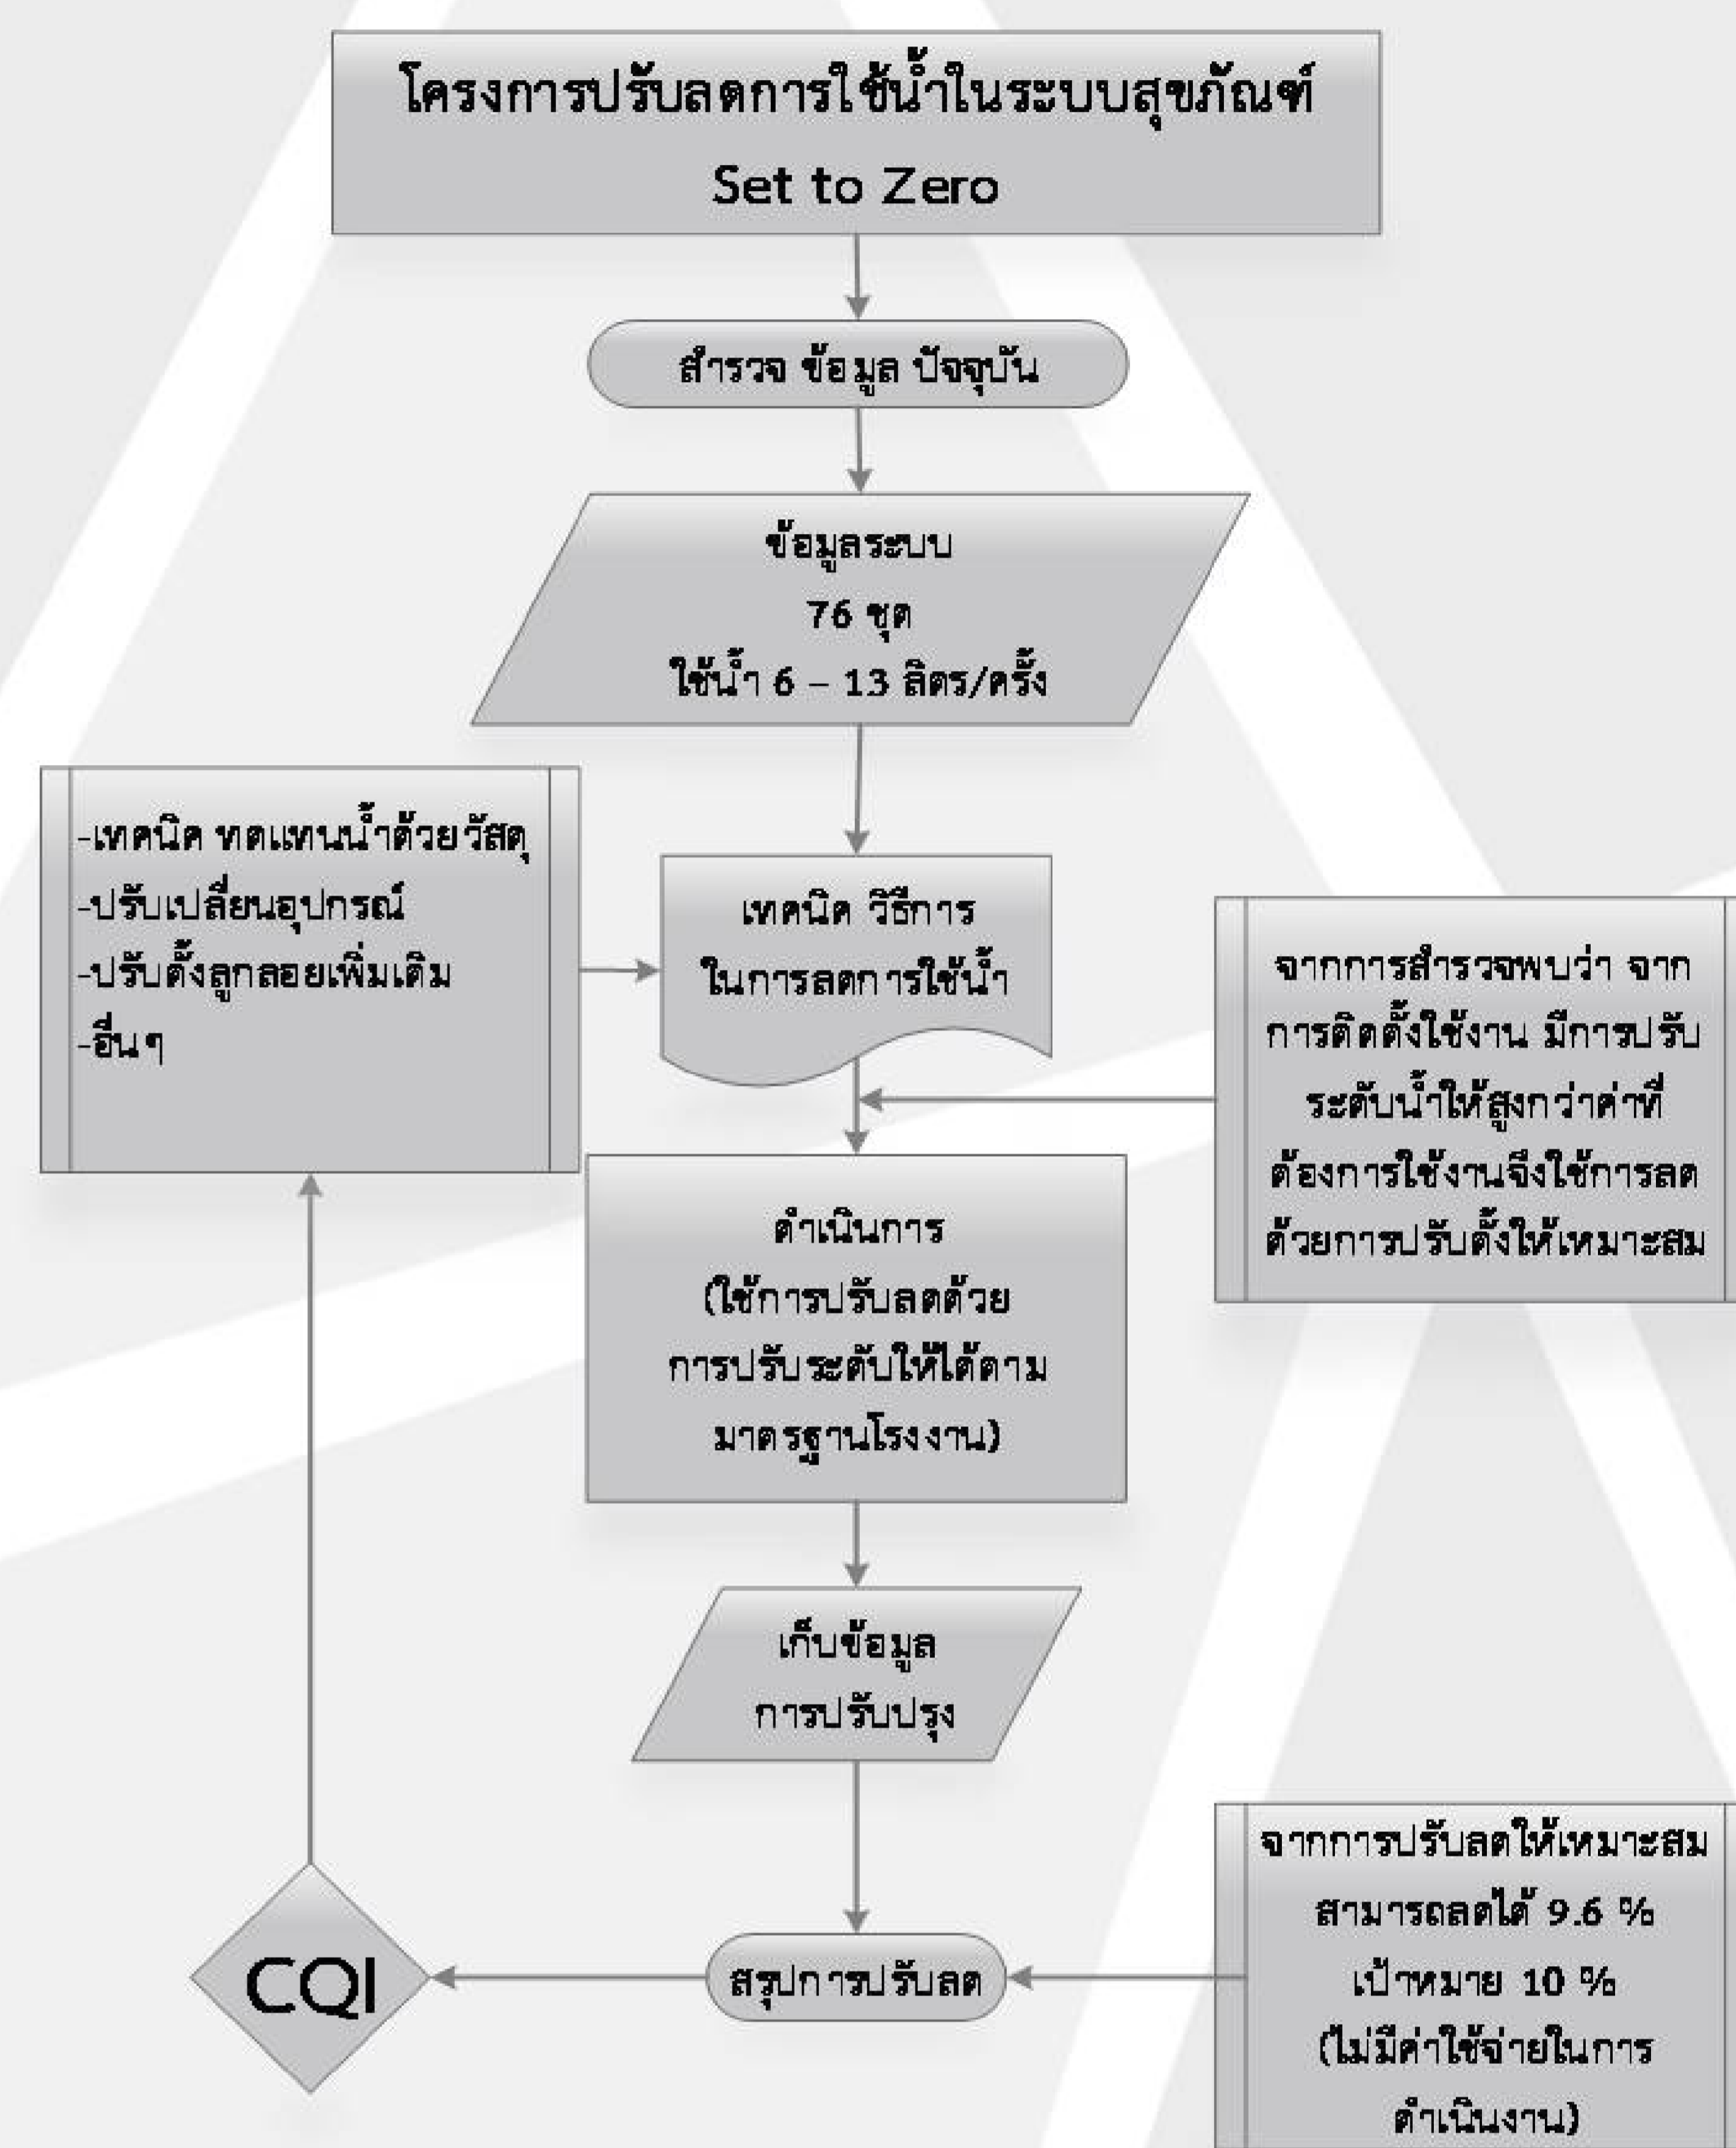 โครงการปรับลดการใช้น้ำในระบบสุขภัณฑ์
Set to Zero
สำรวจ ข้อมูล ปัจจุบัน
ข้อมูลระบบ
76 ชุด
ใช้น้ำ 6 – 13 ลิตร/ครั้ง
-เทคนิค ทดแทนน้ำด้วยวัสดุ
-ปรับเปลี่ยนอุปกรณ์
-ปรับตั้งลูกลอยเพิ่มเติม
-อื่นๆ
เทคนิค วิธีการ
ในการลดการใช้น้ำ
จากการสำรวจพบว่า จาก
การติดตั้งใช้งาน มีการปรับ
ระดับน้ำให้สูงกว่าค่าที่
ต้องการใช้งานจึงใช้การลด
ด้วยการปรับตั้งให้เหมาะสม
ดำเนินการ
(ใช้การปรับลดด้วย
การปรับระดับให้ได้ตาม
มาตรฐานโรงงาน)
เก็บข้อมูล
การปรับปรุง
จากการปรับลดให้เหมาะสม
สามารถลดได้ 9.6 %
เป้าหมาย 10 %
(ไม่มีค่าใช้จ่ายในการ
ดำเนินงาน)
สรุปการปรับลด
CQI